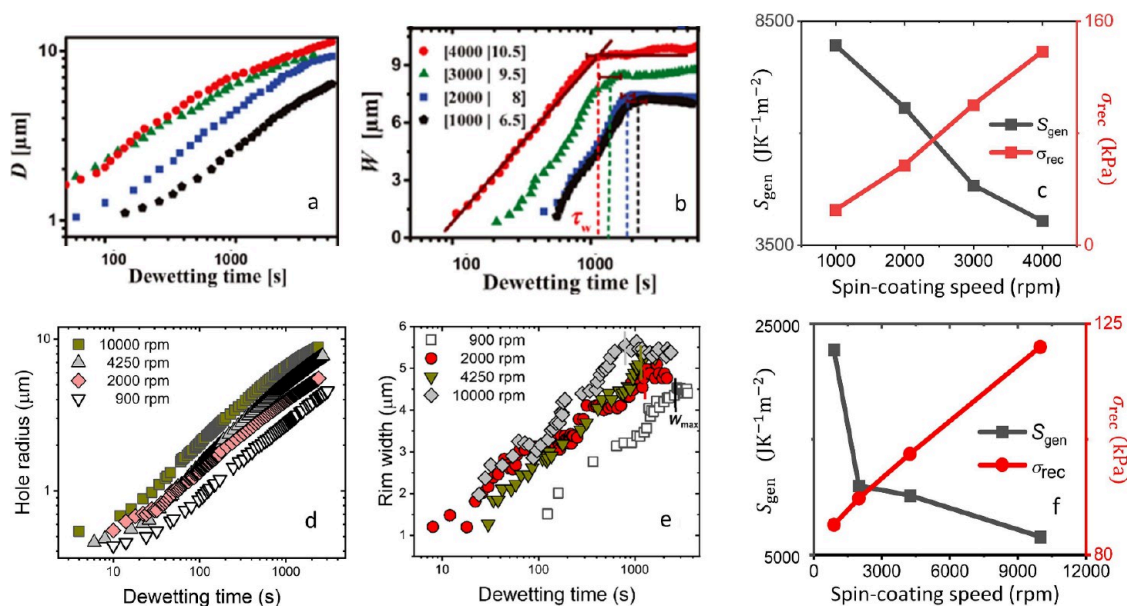 10
1
D [μm]
100
1000
Dewetting time [s]
a
9
6
3
0
W [μm]
[4000 | 10.5]
[3000 | 9.5]
[2000 | 8]
[1000 | 6.5]
τw
b
100
1000
Dewetting time [s]
8500
3500
Sgen (JK⁻¹m⁻²)
160
0
σrec (kPa)
Sgen
σrec
c
1000 2000 3000 4000
Spin-coating speed (rpm)
10
1
Hole radius (μm)
10000 rpm
4250 rpm
2000 rpm
900 rpm
d
10 100 1000
Dewetting time (s)
6
5
4
3
2
1
Rim width (μm)
900 rpm
2000 rpm
4250 rpm
10000 rpm
wmax
e
10 100 1000
Dewetting time (s)
25000
5000
Sgen (JK⁻¹m⁻²)
125
80
σrec (kPa)
Sgen
σrec
f
0 3000 6000 9000 12000
Spin-coating speed (rpm)